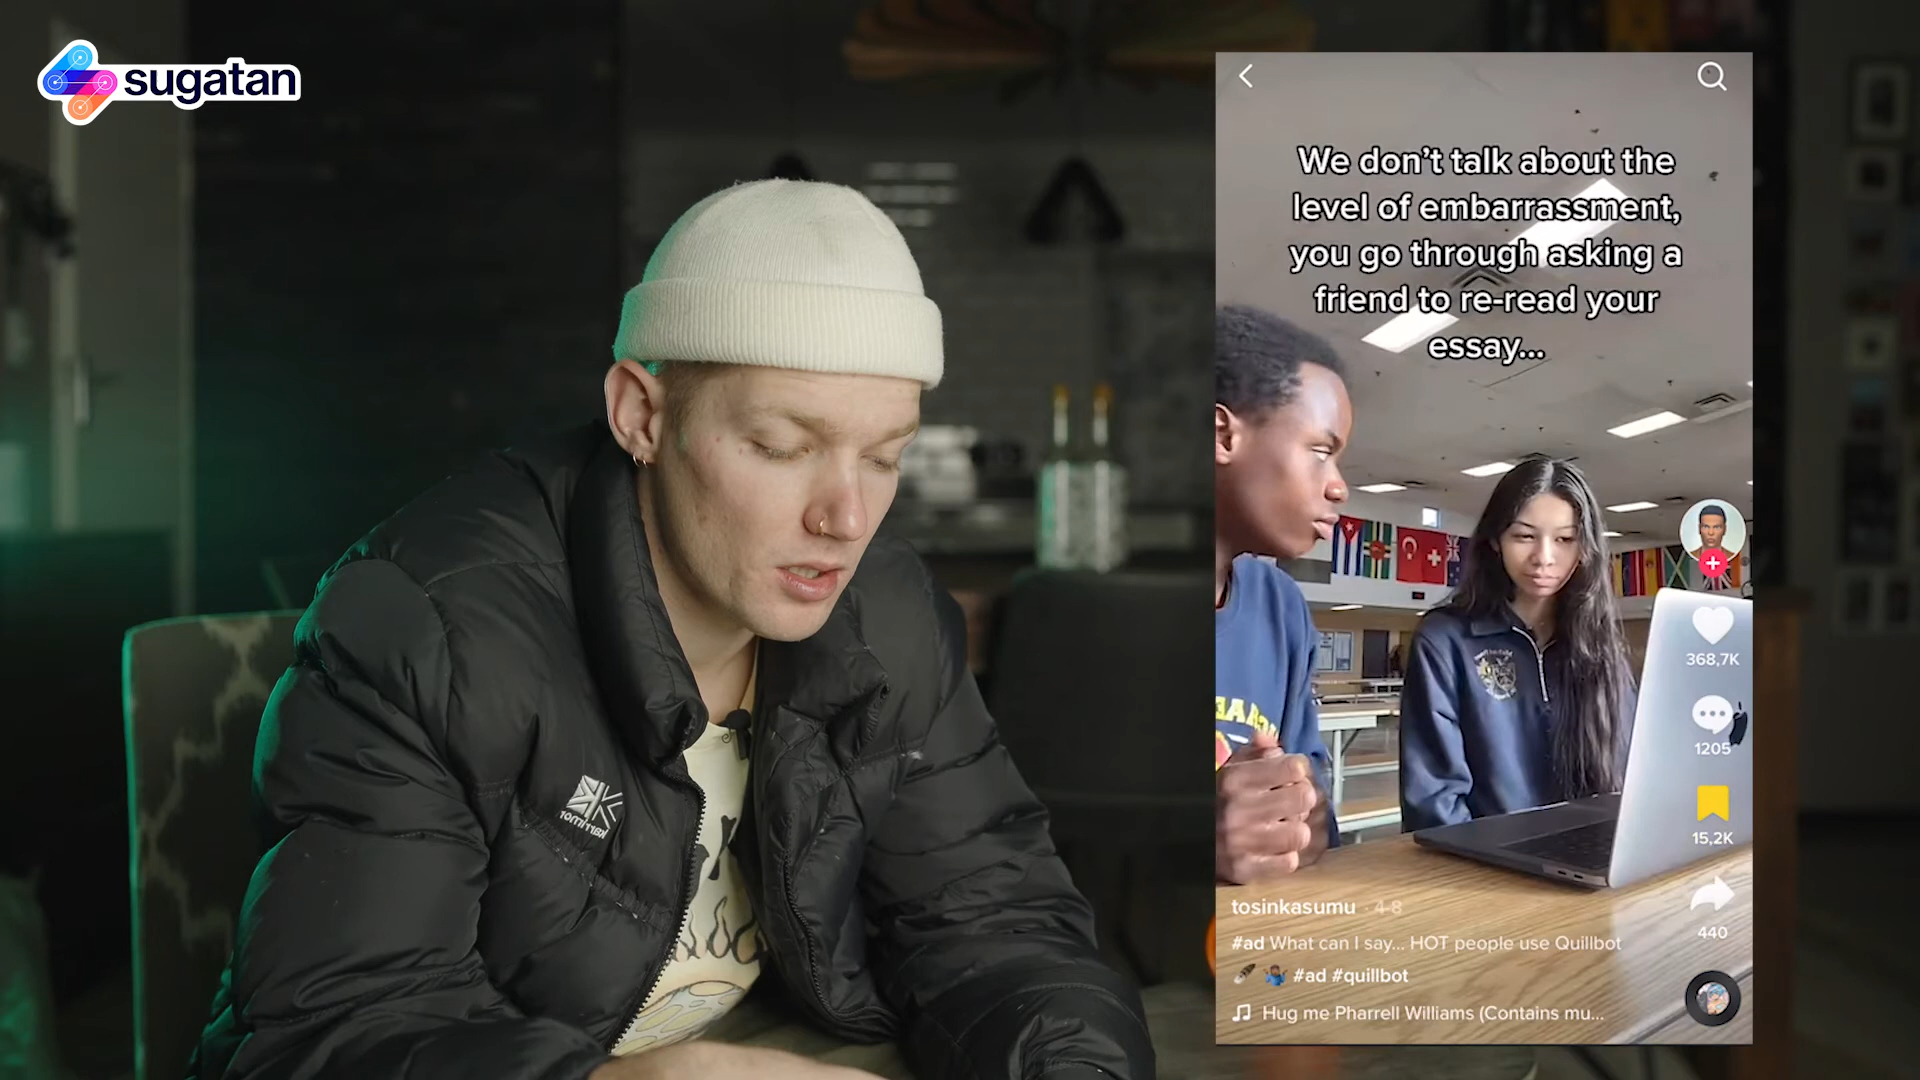 sugatan
We don't talk about the
level of embarrassment,
you go through asking a
friend to re-read your
essay...
368,7K
1205
15,2K
440
tosinkasumu · 4-8
#ad What can I say... HOT people use Quillbot
#ad #quillbot
Hug me Pharrell Williams (Contains mu...
karrimor